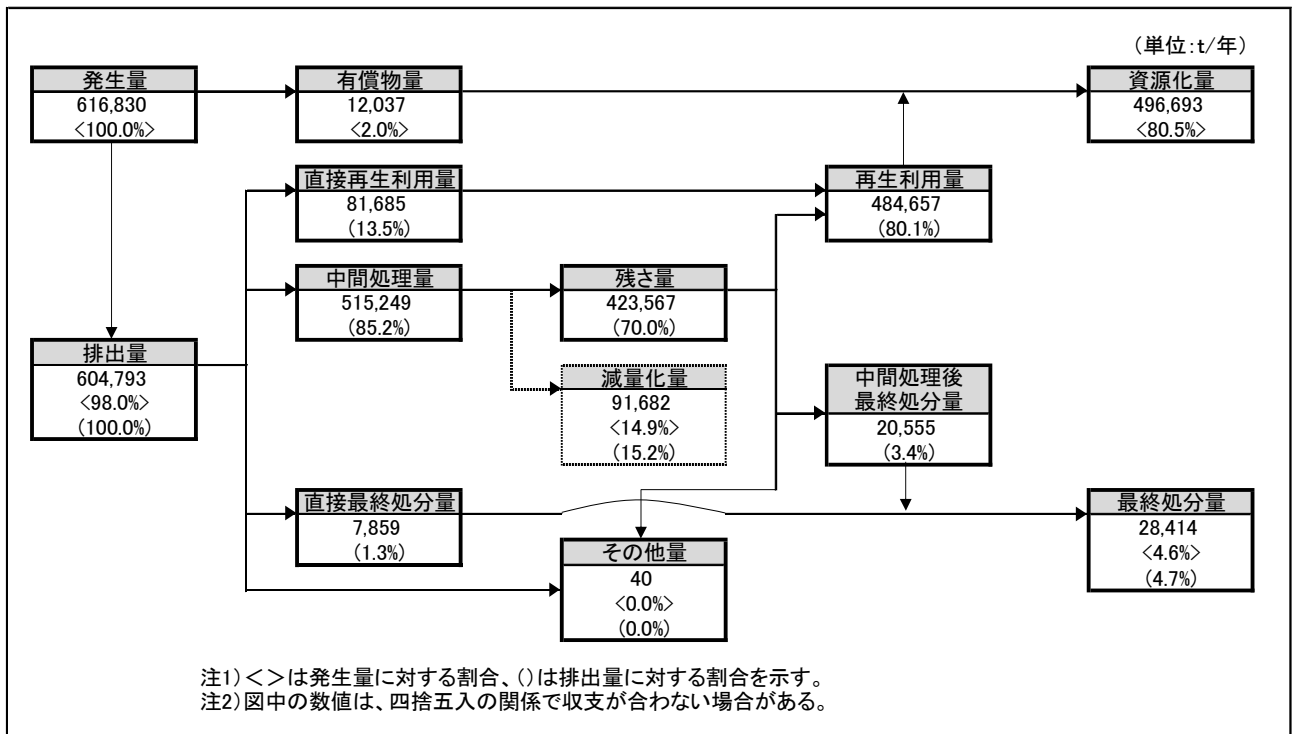 (単位:t/年)
発生量
616,830
<100.0%>
有償物量
12,037
<2.0%>
資源化量
496,693
<80.5%>
直接再生利用量
81,685
(13.5%)
再生利用量
484,657
(80.1%)
中間処理量
515,249
(85.2%)
残さ量
423,567
(70.0%)
排出量
604,793
<98.0%>
(100.0%)
減量化量
91,682
<14.9%>
(15.2%)
中間処理後
最終処分量
20,555
(3.4%)
直接最終処分量
7,859
(1.3%)
最終処分量
28,414
<4.6%>
(4.7%)
その他量
40
<0.0%>
(0.0%)
注1)<>は発生量に対する割合、()は排出量に対する割合を示す。
注2)図中の数値は、四捨五入の関係で収支が合わない場合がある。